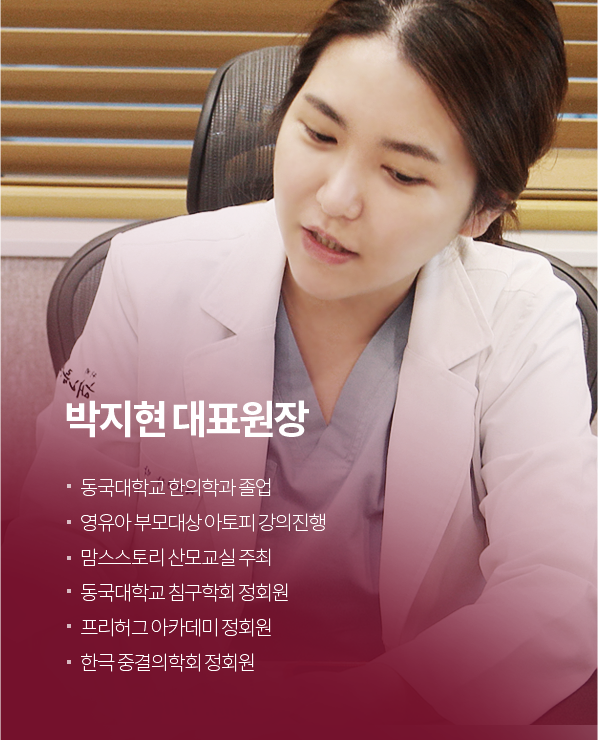 박지현 대표원장
· 동국대학교 한의학과 졸업
· 영유아 부모대상 아토피 강의진행
· 맘스스토리 산모교실 주최
· 동국대학교 침구학회 정회원
· 프리허그 아카데미 정회원
· 한극 중결의학회 정회원